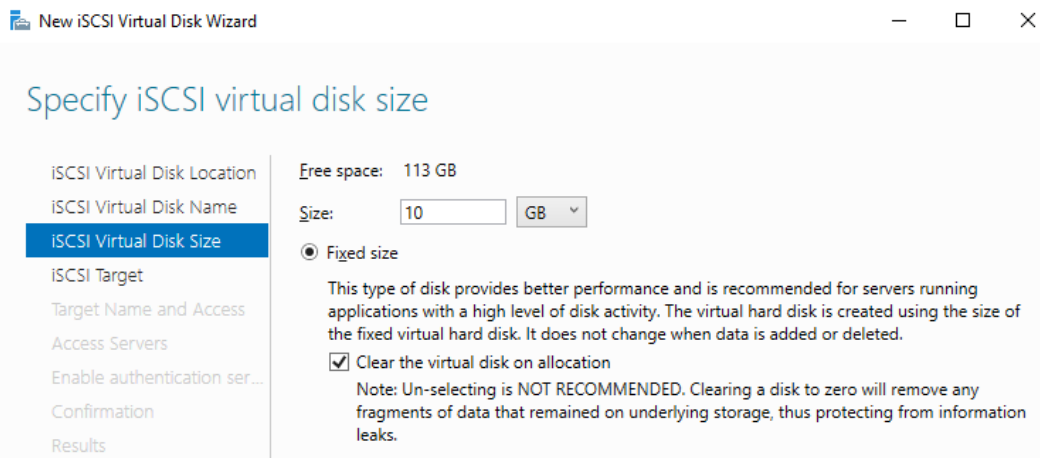 New iSCSI Virtual Disk Wizard
Specify iSCSI virtual disk size
iSCSI Virtual Disk Location
iSCSI Virtual Disk Name
iSCSI Virtual Disk Size
iSCSI Target
Target Name and Access
Access Servers
Enable authentication ser...
Confirmation
Results
Free space: 113 GB
Size: 10 GB
Fixed size
This type of disk provides better performance and is recommended for servers running
applications with a high level of disk activity. The virtual hard disk is created using the size of
the fixed virtual hard disk. It does not change when data is added or deleted.
Clear the virtual disk on allocation
Note: Un-selecting is NOT RECOMMENDED. Clearing a disk to zero will remove any
fragments of data that remained on underlying storage, thus protecting from information
leaks.